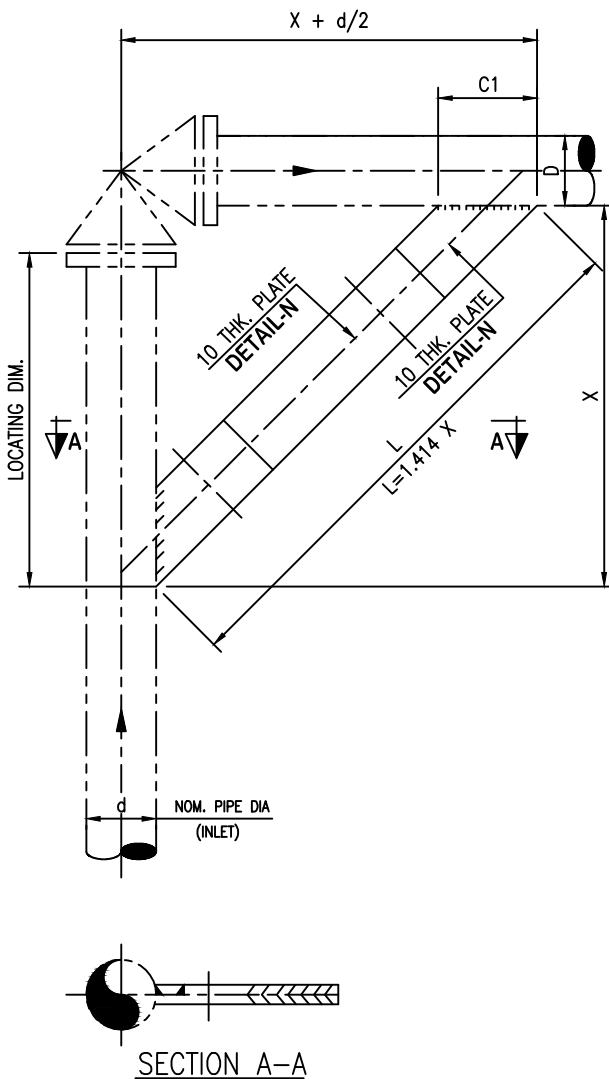 X + d/2
C1
D
10 THK. PLATE
DETAIL-N
10 THK. PLATE
DETAIL-N
LOCATING DIM.
X
A
A
L
L=1.414 X
d
NOM. PIPE DIA
(INLET)
SECTION A-A